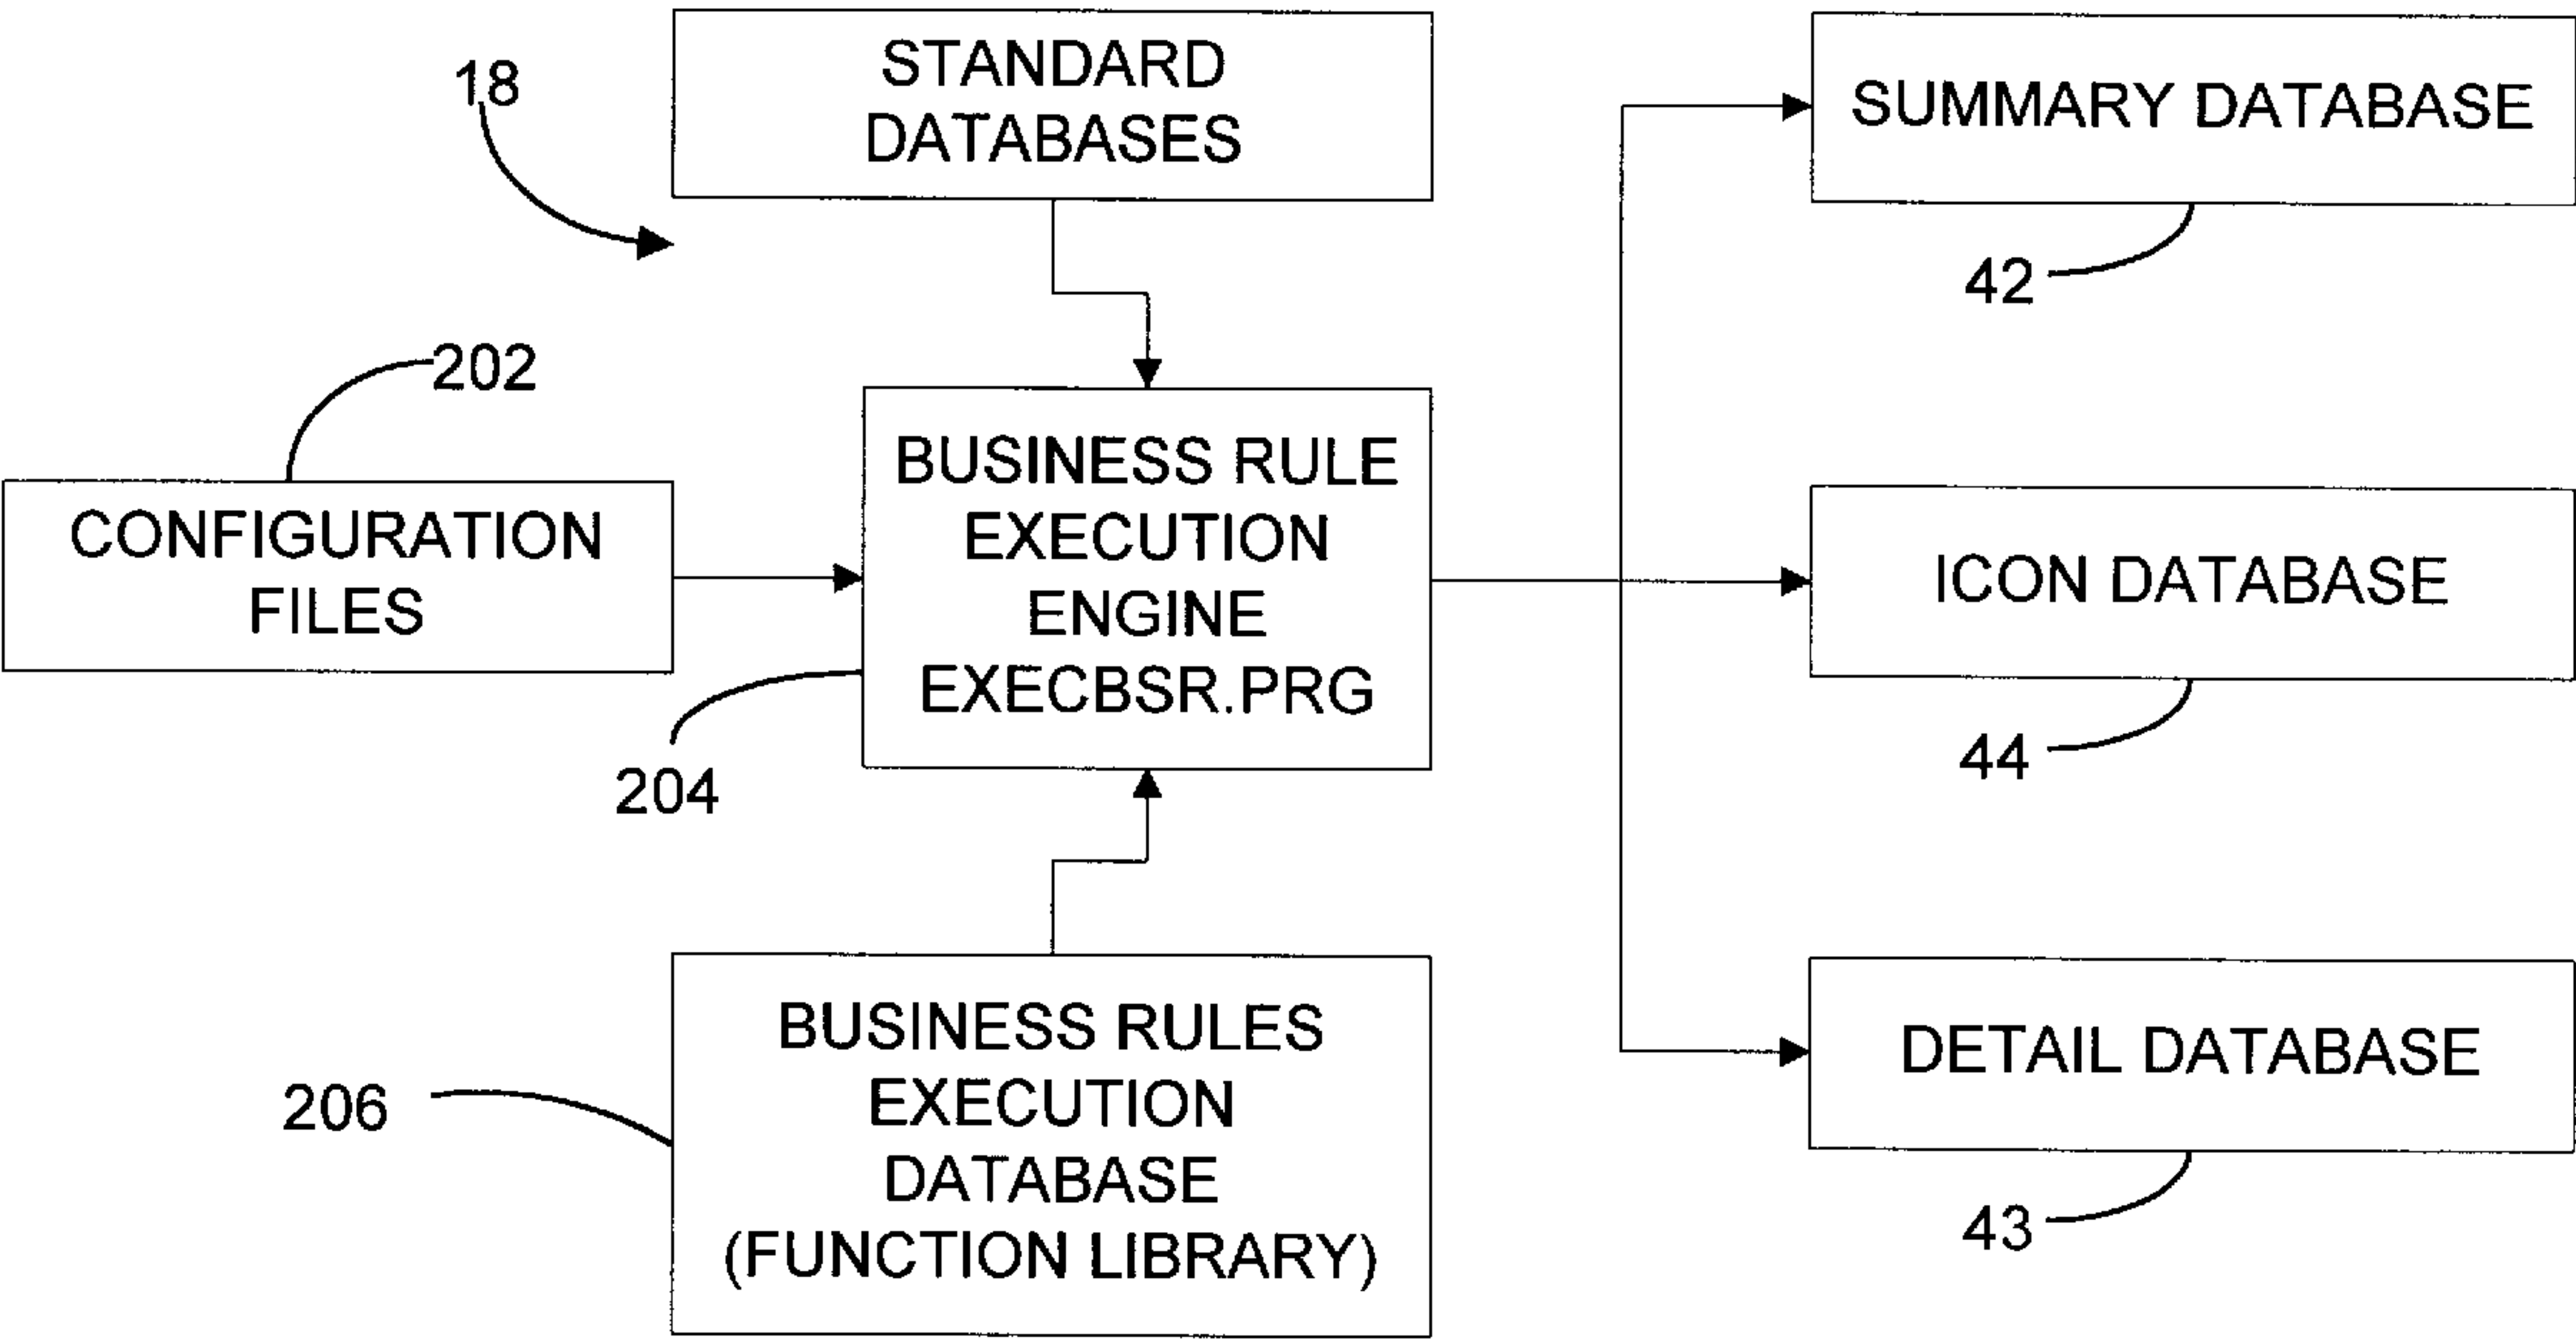 18
STANDARD
DATABASES
SUMMARY DATABASE
42
202
CONFIGURATION
FILES
BUSINESS RULE
EXECUTION
ENGINE
EXECBSR.PRG
204
ICON DATABASE
44
206
BUSINESS RULES
EXECUTION
DATABASE
(FUNCTION LIBRARY)
DETAIL DATABASE
43